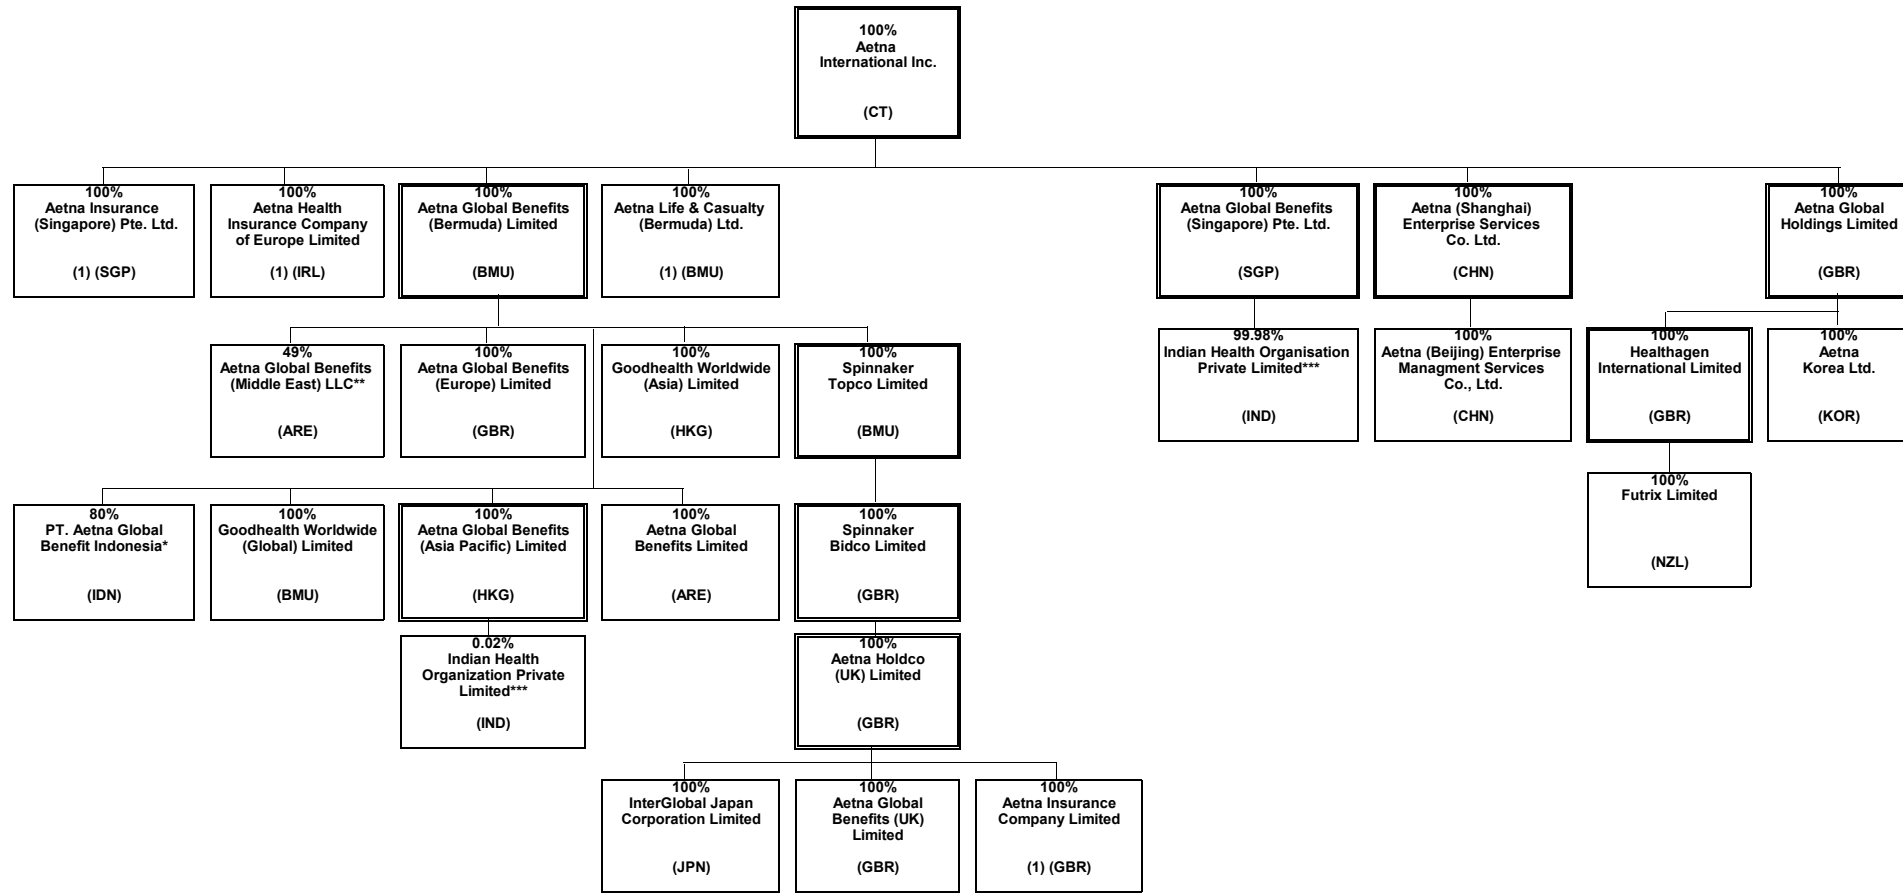 100%
Aetna
International Inc.
(CT)
100%
Aetna Insurance
(Singapore) Pte. Ltd.
(1) (SGP)
100%
Aetna Health
Insurance Company
of Europe Limited
(1) (IRL)
100%
Aetna Global Benefits
(Bermuda) Limited
(BMU)
100%
Aetna Life & Casualty
(Bermuda) Ltd.
(1) (BMU)
100%
Aetna Global Benefits
(Singapore) Pte. Ltd.
(SGP)
100%
Aetna (Shanghai)
Enterprise Services
Co. Ltd.
(CHN)
100%
Aetna Global
Holdings Limited
(GBR)
49%
Aetna Global Benefits
(Middle East) LLC**
(ARE)
100%
Aetna Global Benefits
(Europe) Limited
(GBR)
100%
Goodhealth Worldwide
(Asia) Limited
(HKG)
100%
Spinnaker
Topco Limited
(BMU)
99.98%
Indian Health Organisation
Private Limited***
(IND)
100%
Aetna (Beijing) Enterprise
Managment Services
Co., Ltd.
(CHN)
100%
Healthagen
International Limited
(GBR)
100%
Aetna
Korea Ltd.
(KOR)
80%
PT. Aetna Global
Benefit Indonesia*
(IDN)
100%
Goodhealth Worldwide
(Global) Limited
(BMU)
100%
Aetna Global Benefits
(Asia Pacific) Limited
(HKG)
100%
Aetna Global
Benefits Limited
(ARE)
100%
Spinnaker
Bidco Limited
(GBR)
100%
Futrix Limited
(NZL)
0.02%
Indian Health
Organization Private
Limited***
(IND)
100%
Aetna Holdco
(UK) Limited
(GBR)
100%
InterGlobal Japan
Corporation Limited
(JPN)
100%
Aetna Global
Benefits (UK)
Limited
(GBR)
100%
Aetna Insurance
Company Limited
(1) (GBR)